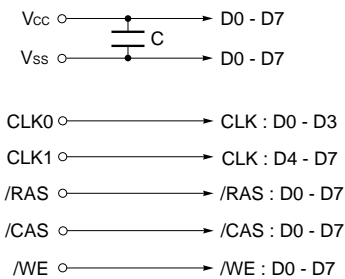 Vcc D0 - D7
C
Vss D0 - D7
CLK0 CLK : D0 - D3
CLK1 CLK : D4 - D7
/RAS /RAS : D0 - D7
/CAS /CAS : D0 - D7
/WE /WE : D0 - D7